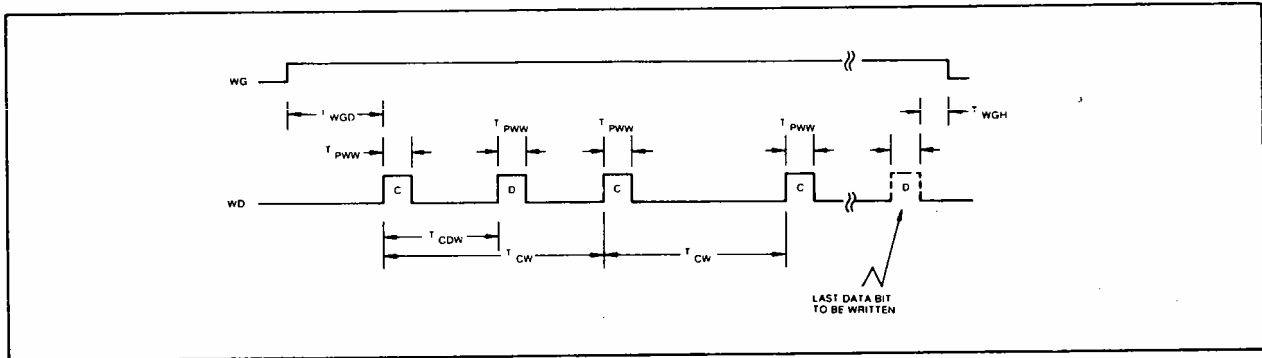 WG
T WGD
T WGH
T PWW
T PWW
T PWW
T PWW
WD
C
D
C
C
D
T CDW
T CW
T CW
LAST DATA BIT
TO BE WRITTEN